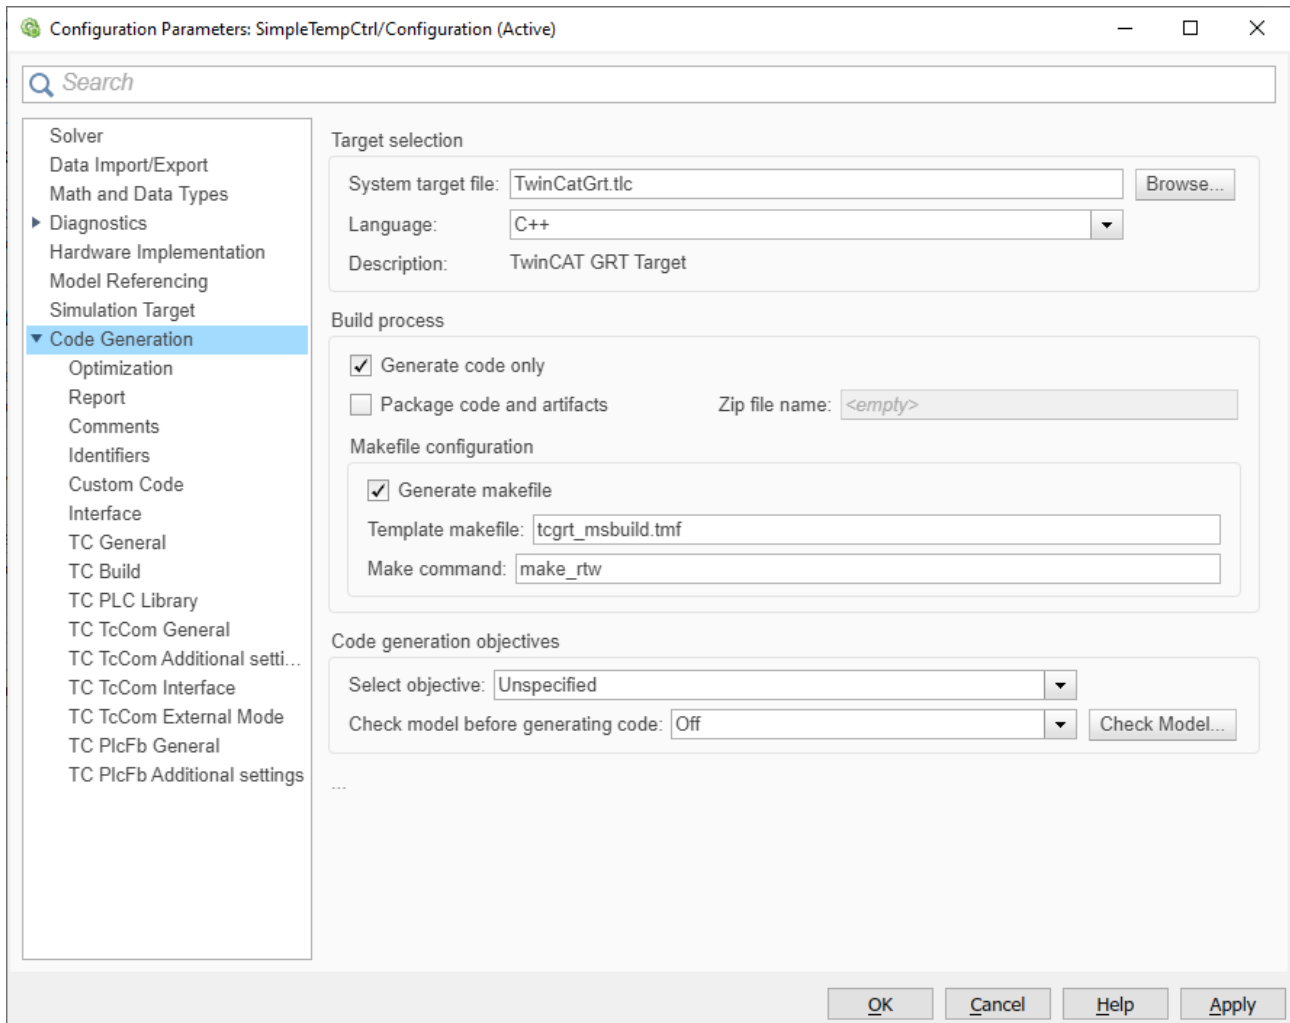 Configuration Parameters: SimpleTempCtrl/Configuration (Active)
Search
Solver
Data Import/Export
Math and Data Types
Diagnostics
Hardware Implementation
Model Referencing
Simulation Target
Code Generation
Optimization
Report
Comments
Identifiers
Custom Code
Interface
TC General
TC Build
TC PLC Library
TC TcCom General
TC TcCom Additional setti...
TC TcCom Interface
TC TcCom External Mode
TC PlcFb General
TC PlcFb Additional settings
Target selection
System target file: TwinCatGrt.tlc Browse...
Language: C++
Description: TwinCAT GRT Target
Build process
Generate code only
Package code and artifacts Zip file name: <empty>
Makefile configuration
Generate makefile
Template makefile: tcgrt_msbuild.tmf
Make command: make_rtw
Code generation objectives
Select objective: Unspecified
Check model before generating code: Off Check Model...
...
OK Cancel Help Apply